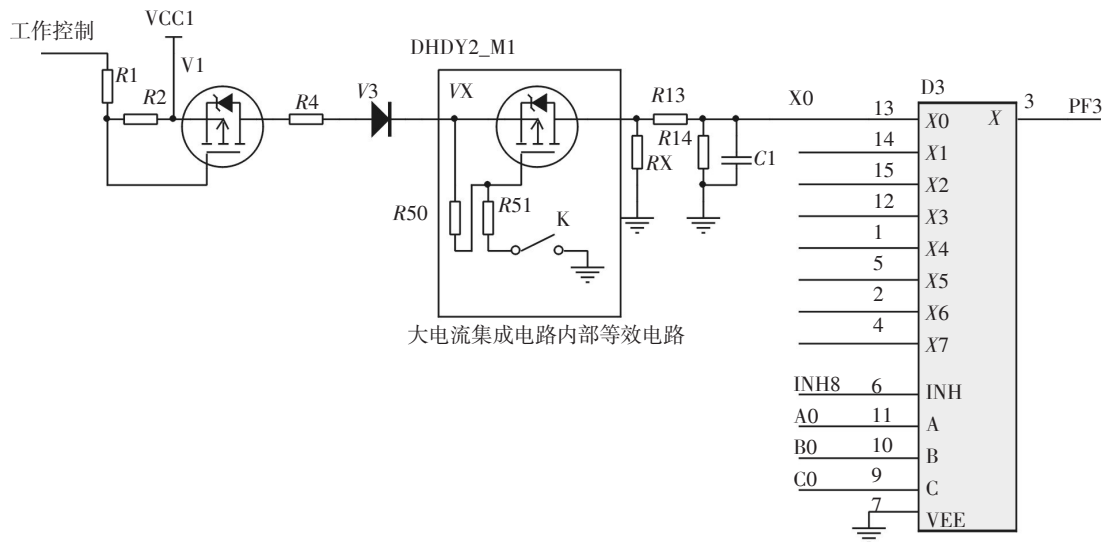 工作控制
VCC1
V1
R1
R2
R4
V3
DHDY2_M1
VX
R50
R51
K
大电流集成电路内部等效电路
R13
RX
R14
C1
X0
D3
13
X0
X
3
PF3
14
X1
15
X2
12
X3
1
X4
5
X5
2
X6
4
X7
INH8
6
INH
A0
11
A
B0
10
B
C0
9
C
7
VEE